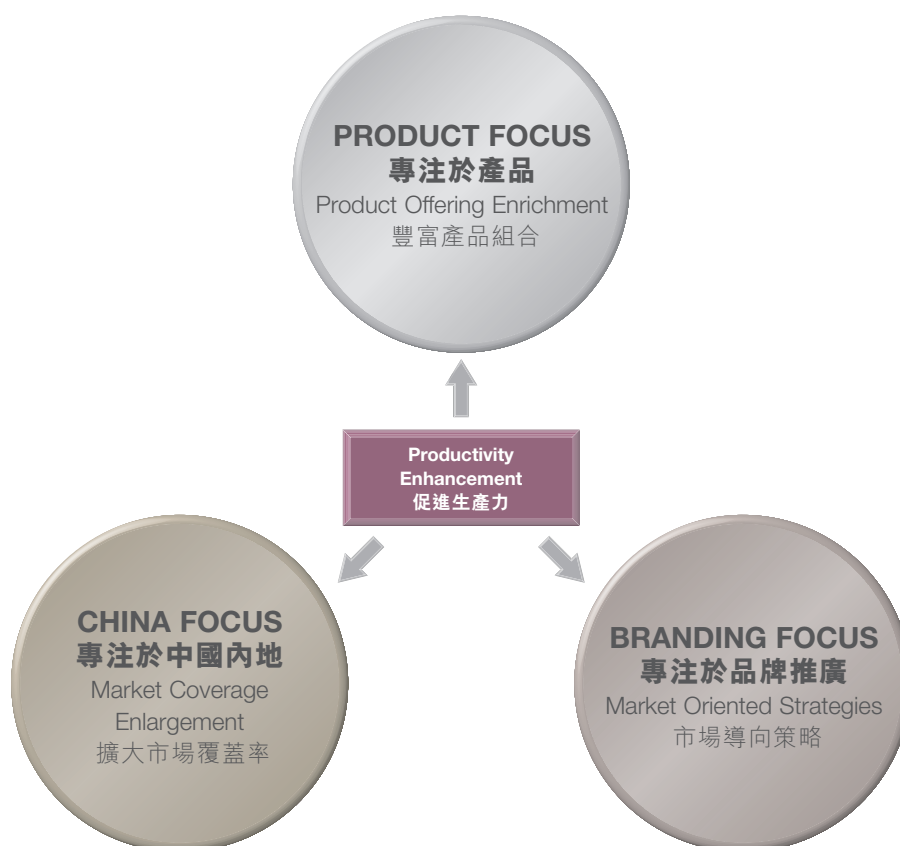 PRODUCT FOCUS
專注於產品
Product Offering Enrichment
豐富產品組合
Productivity
Enhancement
促進生產力
CHINA FOCUS
專注於中國內地
Market Coverage
Enlargement
擴大市場覆蓋率
BRANDING FOCUS
專注於品牌推廣
Market Oriented Strategies
市場導向策略